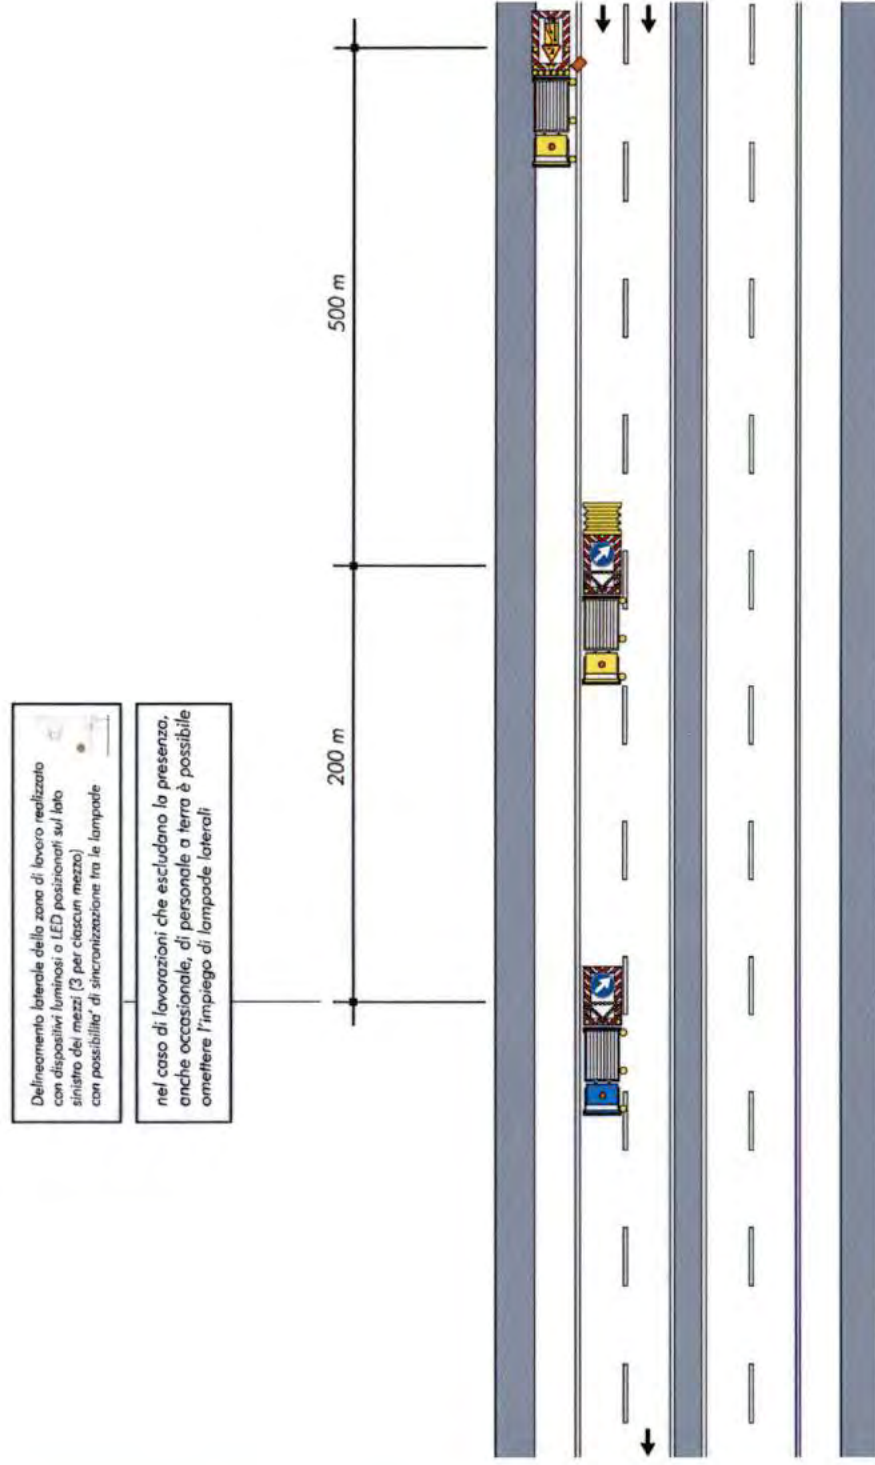 Delineamento laterale della zona di lavoro realizzato
con dispositivi luminosi a LED posizionati sul lato
sinistro dei mezzi (3 per ciascun mezzo)
con possibilita' di sincronizzazione tra le lampade
nel caso di lavorazioni che escludano la presenza,
anche occasionale, di personale a terra è possibile
omettere l'impiego di lampade laterali
200 m
500 m